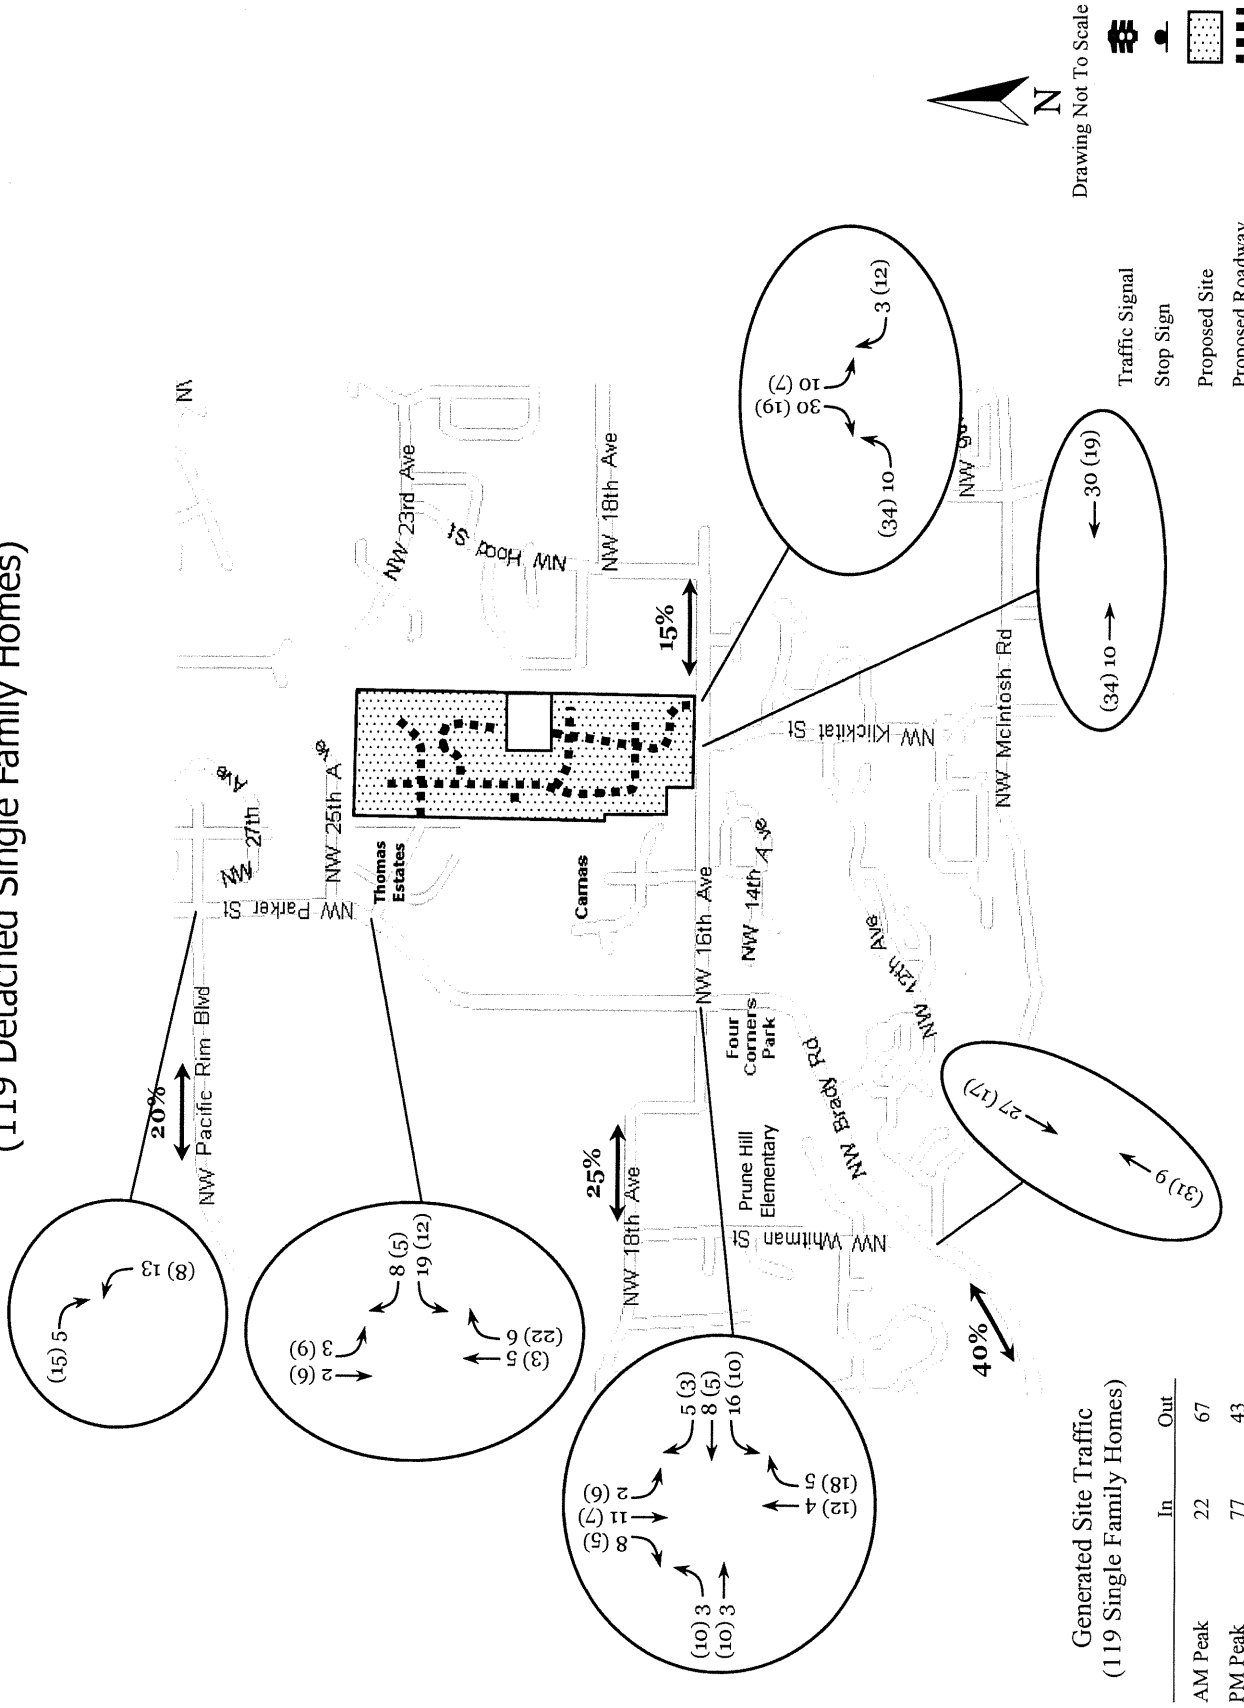 (119 Detached Single Family Homes)
(15) 5
(8) 13
20%
NW Pacific Rim Blvd
NW 27th Ave
NW Parker St
NW 25th Ave
Thomas
Estates
2 (6)
3 (9)
8 (5)
19 (12)
(3) 5
(22) 6
NW 23rd Ave
NW Hood St
NW 18th Ave
Camas
15%
NW 16th Ave
NW 14th Ave
Four
Corners
Park
25%
NW 18th Ave
Prune Hill
Elementary
NW Brady Rd
NW 12th Ave
NW Whitman St
NW Klickitat St
NW McIntosh Rd
8 (5)
11 (7)
2 (6)
5 (3)
8 (5)
16 (10)
(10) 3
(10) 3
(12) 4
(18) 5
30 (19)
10 (7)
(34) 10
3 (12)
(34) 10
30 (19)
27 (17)
(31) 9
40%
N
Drawing Not To Scale
Traffic Signal
Stop Sign
Proposed Site
Proposed Roadway
Generated Site Traffic
(119 Single Family Homes)
In Out
AM Peak 22 67
PM Peak 77 43